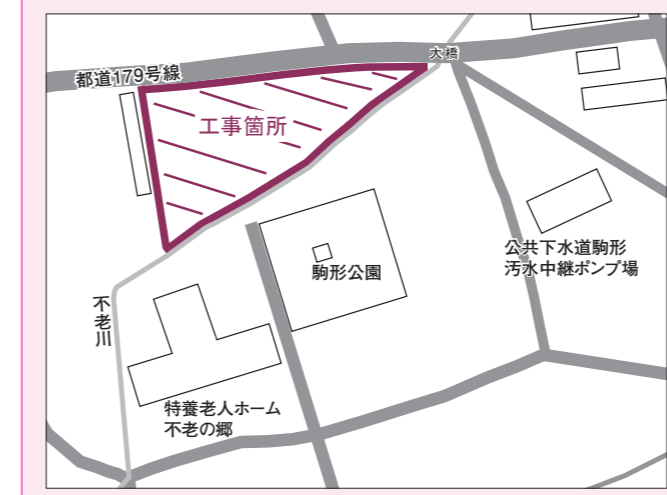 大橋
都道179号線
工事箇所
公共下水道駒形
汚水中継ポンプ場
駒形公園
不老川
特養老人ホーム
不老の郷